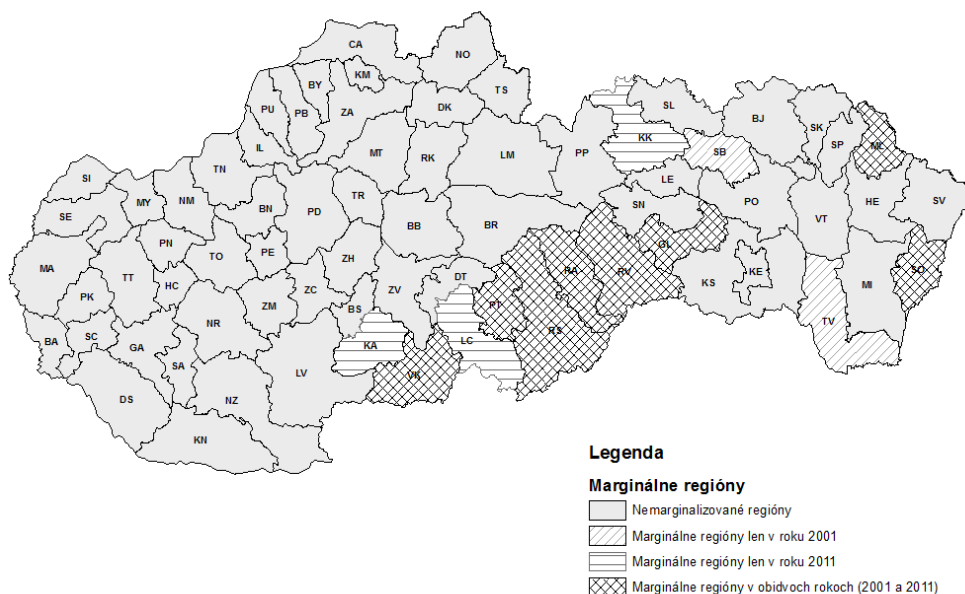 CA
NO
KM
BY
TS
PU
PB
ZA
DK
SL
KK
BJ
SK
SP
ML
IL
MT
RK
LM
PP
SB
TN
SI
LE
MY
NM
TR
PO
SN
HE
SV
SE
BN
PD
BB
BR
VT
PN
TO
PE
ZH
GL
MA
TT
RA
RV
SO
HC
ZC
ZV
DT
KS
KE
MI
PK
ZM
BS
PT
RS
TV
NR
SC
GA
BA
KA
LC
SA
LV
VK
DS
NZ
KN
Legenda
Marginálne regióny
Nemarginalizované regióny
Marginálne regióny len v roku 2001
Marginálne regióny len v roku 2011
Marginálne regióny v obidvoch rokoch (2001 a 2011)